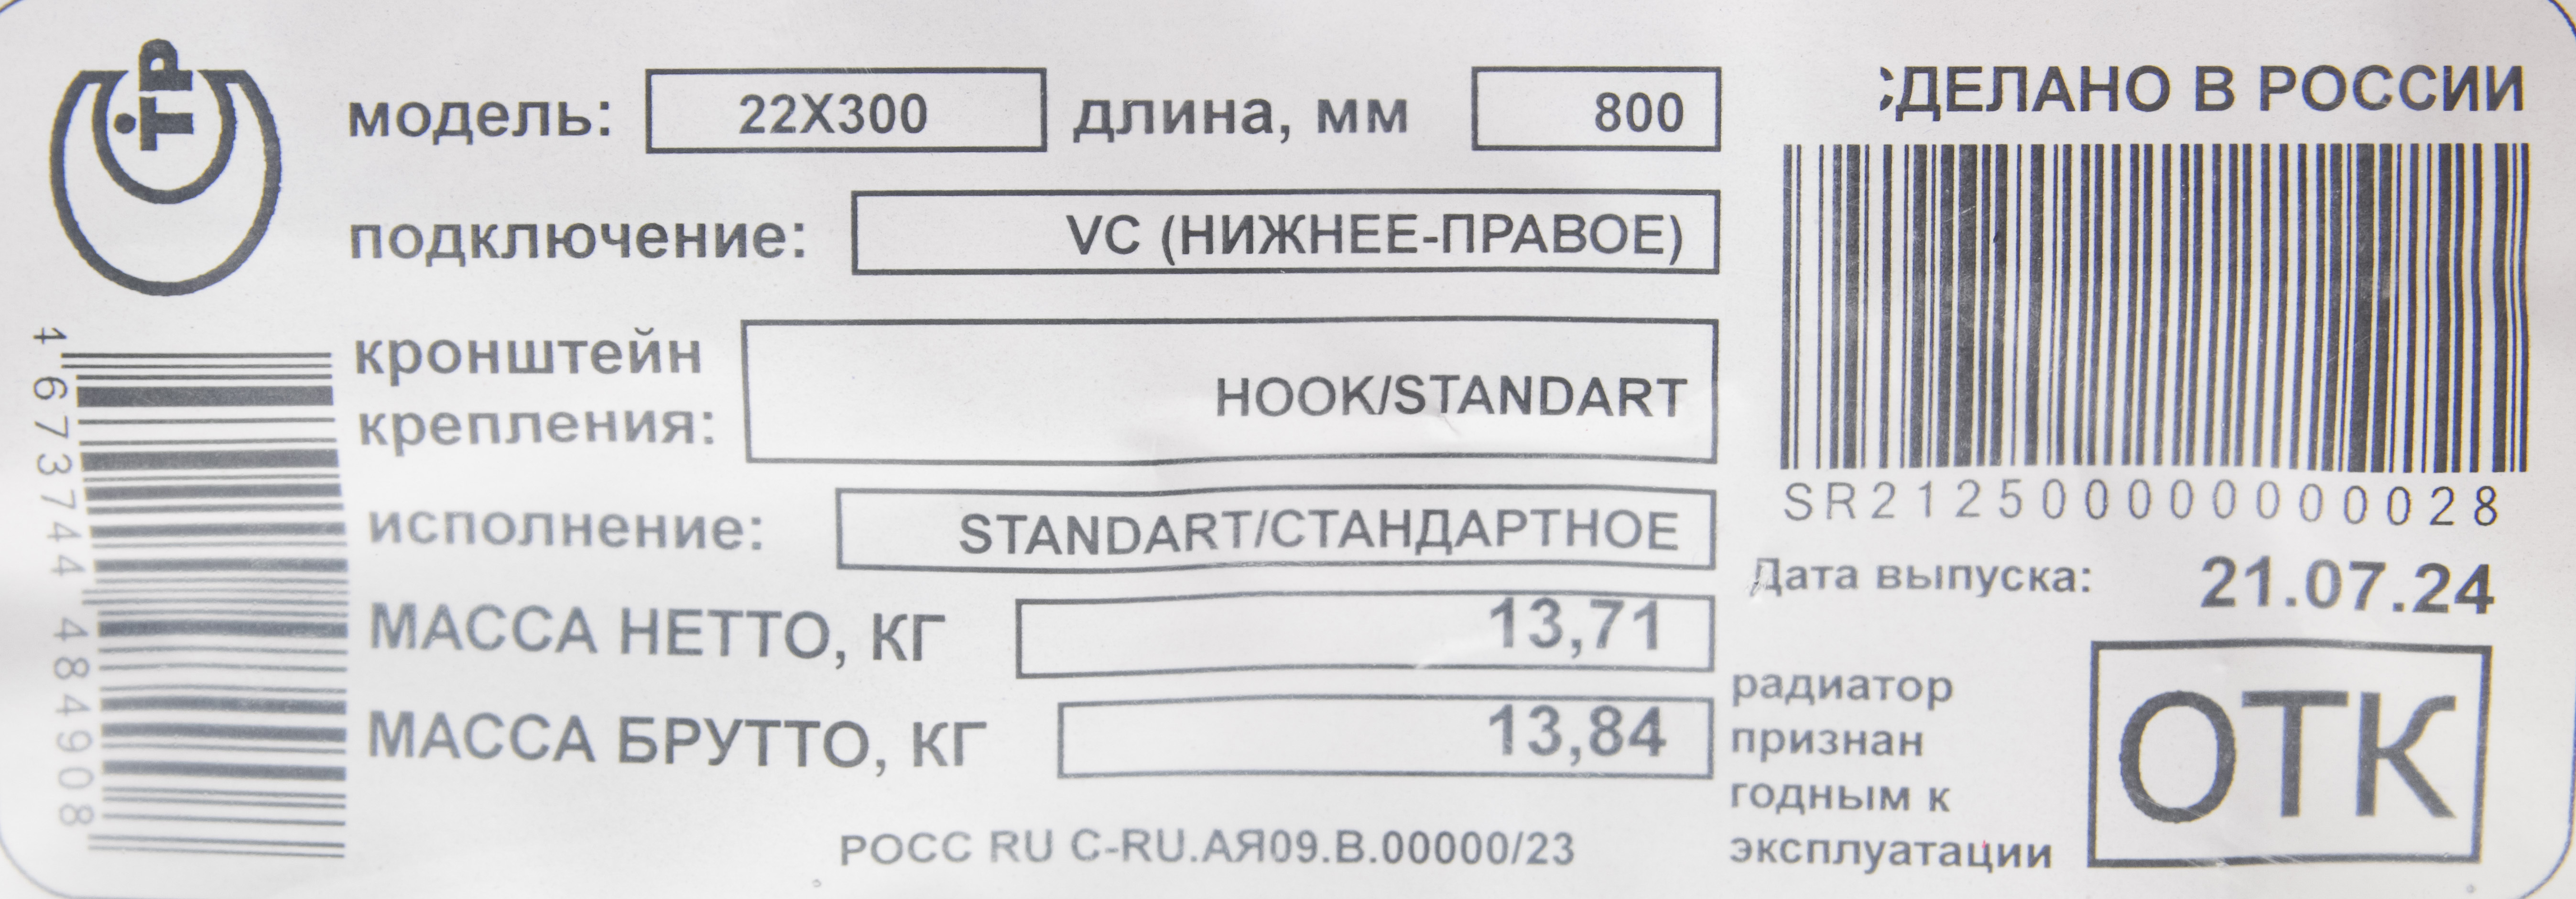 модель: 22X300 длина, мм 800
подключение: VC (НИЖНЕЕ-ПРАВОЕ)
кронштейн
крепления:
HOOK/STANDART
исполнение: STANDART/СТАНДАРТНОЕ
МАССА НЕТТО, КГ 13,71
МАССА БРУТТО, КГ 13,84
РОСС RU C-RU.АЯ09.В.00000/23
4 673744 484908
СДЕЛАНО В РОССИИ
SR212500000000028
Дата выпуска: 21.07.24
радиатор
признан
годным к
эксплуатации
ОТК